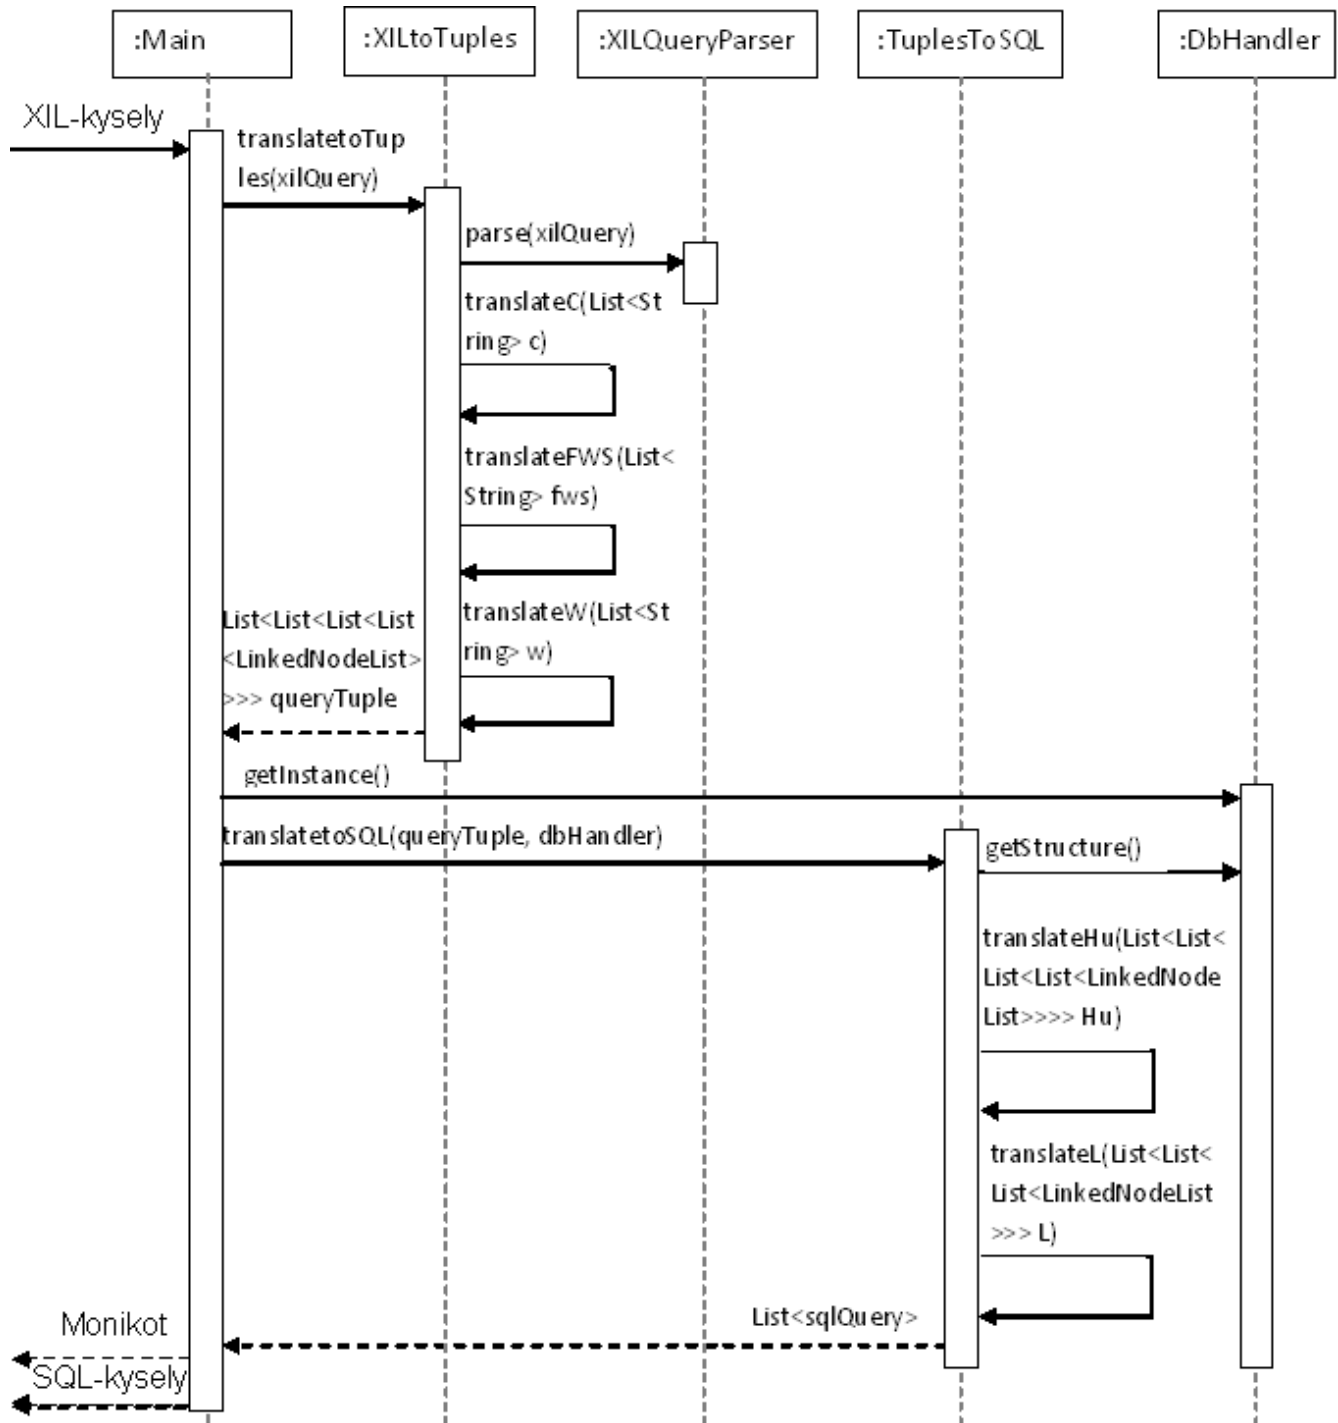 :Main
:XILtoTuples
:XILQueryParser
:TuplesToSQL
:DbHandler
XIL-kysely
translatetoTup
les(xilQuery)
parse(xilQuery)
translateC(List<St
ring> c)
translateFWS(List<
String> fws)
List<List<List<List
<LinkedNodeList>
>>> queryTuple
translateW(List<St
ring> w)
getInstance()
translatetoSQL(queryTuple, dbHandler)
getStructure()
translateHu(List<List<
List<List<LinkedNode
List>>>> Hu)
translateL(List<List<
List<LinkedNodeList
>>> L)
List<sqlQuery>
Monikot
SQL-kysely